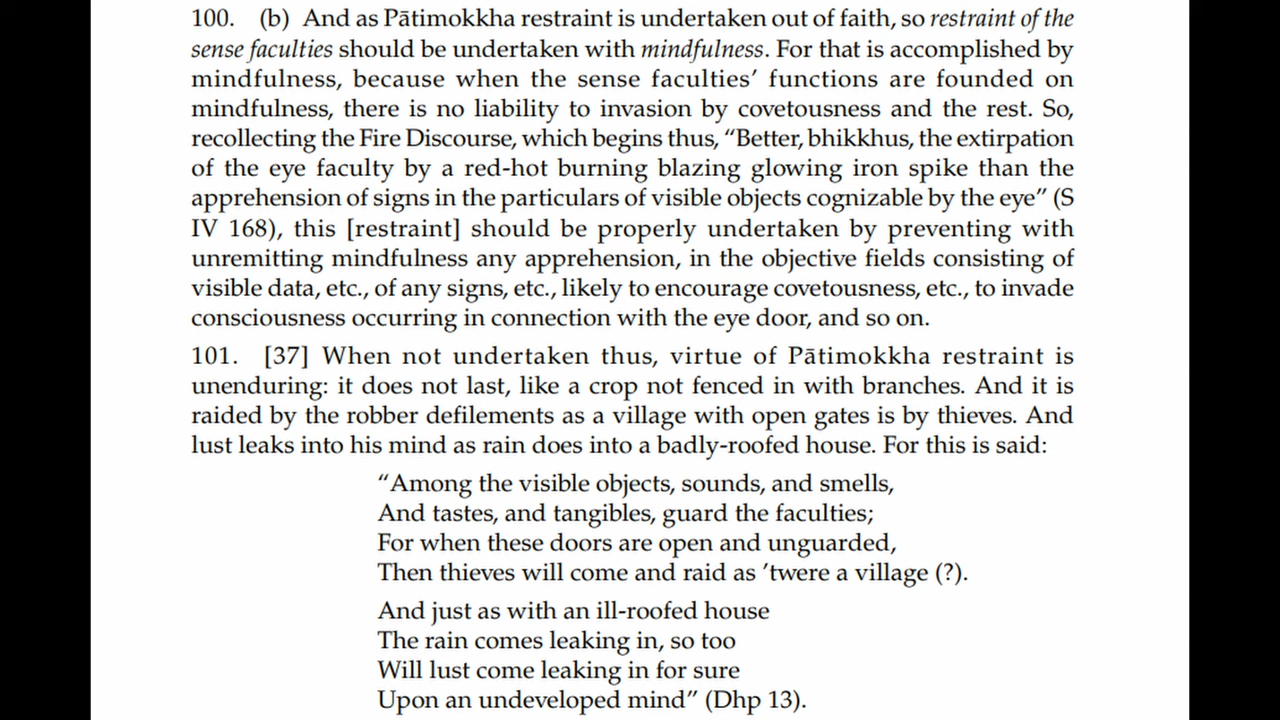 100. (b) And as Pātimokkha restraint is undertaken out of faith, so restraint of the
sense faculties should be undertaken with mindfulness. For that is accomplished by
mindfulness, because when the sense faculties’ functions are founded on
mindfulness, there is no liability to invasion by covetousness and the rest. So,
recollecting the Fire Discourse, which begins thus, “Better, bhikkhus, the extirpation
of the eye faculty by a red-hot burning blazing glowing iron spike than the
apprehension of signs in the particulars of visible objects cognizable by the eye” (S
IV 168), this [restraint] should be properly undertaken by preventing with
unremitting mindfulness any apprehension, in the objective fields consisting of
visible data, etc., of any signs, etc., likely to encourage covetousness, etc., to invade
consciousness occurring in connection with the eye door, and so on.
101. [37] When not undertaken thus, virtue of Pātimokkha restraint is
unenduring: it does not last, like a crop not fenced in with branches. And it is
raided by the robber defilements as a village with open gates is by thieves. And
lust leaks into his mind as rain does into a badly-roofed house. For this is said:
“Among the visible objects, sounds, and smells,
And tastes, and tangibles, guard the faculties;
For when these doors are open and unguarded,
Then thieves will come and raid as ’twere a village (?).
And just as with an ill-roofed house
The rain comes leaking in, so too
Will lust come leaking in for sure
Upon an undeveloped mind” (Dhp 13).